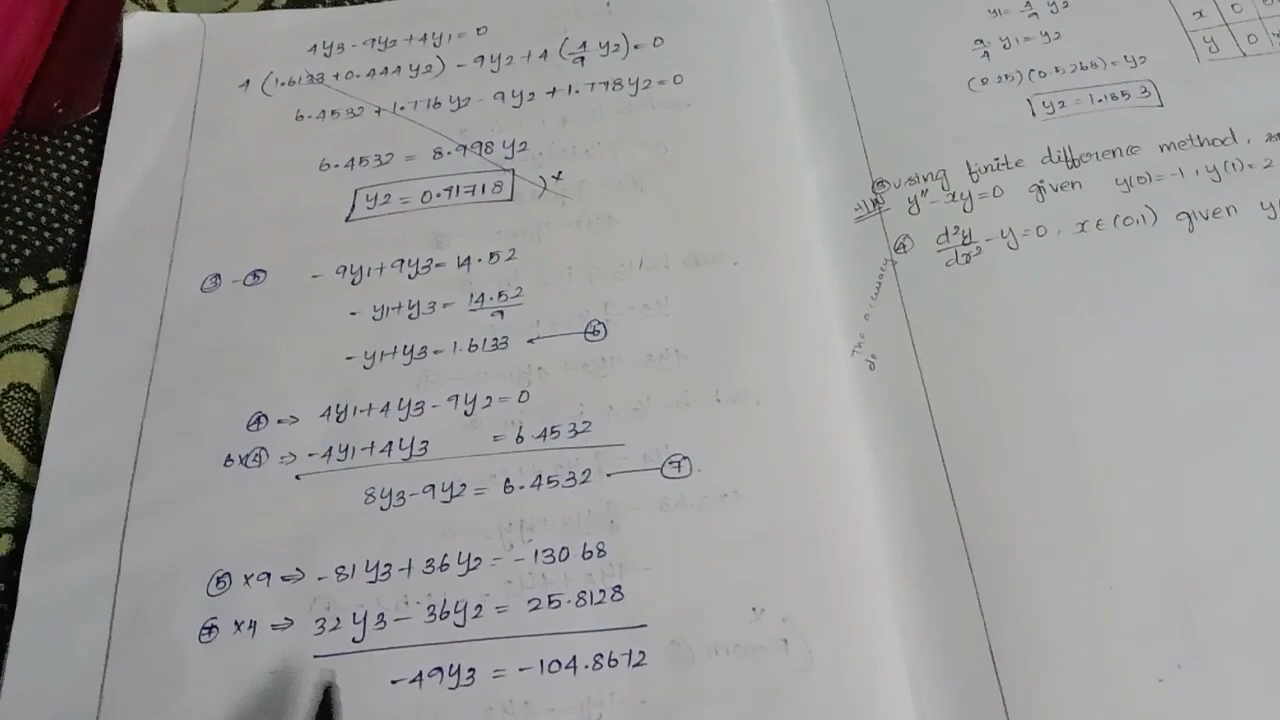 4y3-9y2+4y1=0
4 (1.6133+0.444y2) - 9y2+4 (4/9 y2)=0
6.4532+1.776y2-9y2+1.778y2=0
6.4532 = 8.998y2
y2 = 0.71718
③-⑤ -9y1+9y3=14.52
-y1+y3=14.52/9
-y1+y3=1.6133 ⑥
④ ⇒ 4y1+4y3-9y2=0
6×④ ⇒ -4y1+4y3 =6.4532
8y3-9y2=6.4532 ⑦
⑤×9 ⇒ -81y3+36y2=-130.68
⑦×4 ⇒ 32y3-36y2=25.8128
-49y3=-104.8672
y1=4/9 y2
9/4 y1=y2
(0.25)(0.5268)=y2
y2=1.1853
x 0
y 0
③ using finite difference method,
y"-xy=0 given y(0)=-1, y(1)=2
④ d²y/dx² -y=0, x∈(0,1) given